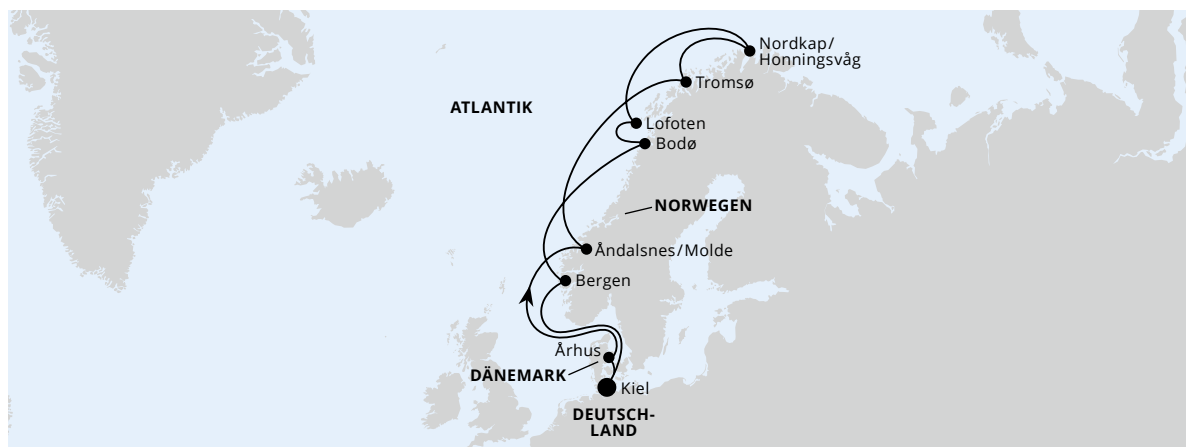 Nordkap/
Honningsvåg
Tromsø
ATLANTIK
Lofoten
Bodø
NORWEGEN
Åndalsnes/Molde
Bergen
Århus
DÄNEMARK
Kiel
DEUTSCH-
LAND